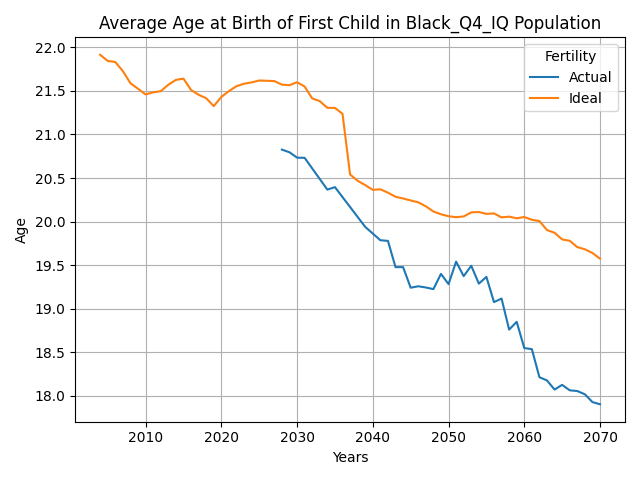 Average Age at Birth of First Child in Black_Q4_IQ Population
Fertility
Actual
Ideal
Age
22.0
21.5
21.0
20.5
20.0
19.5
19.0
18.5
18.0
2010 2020 2030 2040 2050 2060 2070
Years